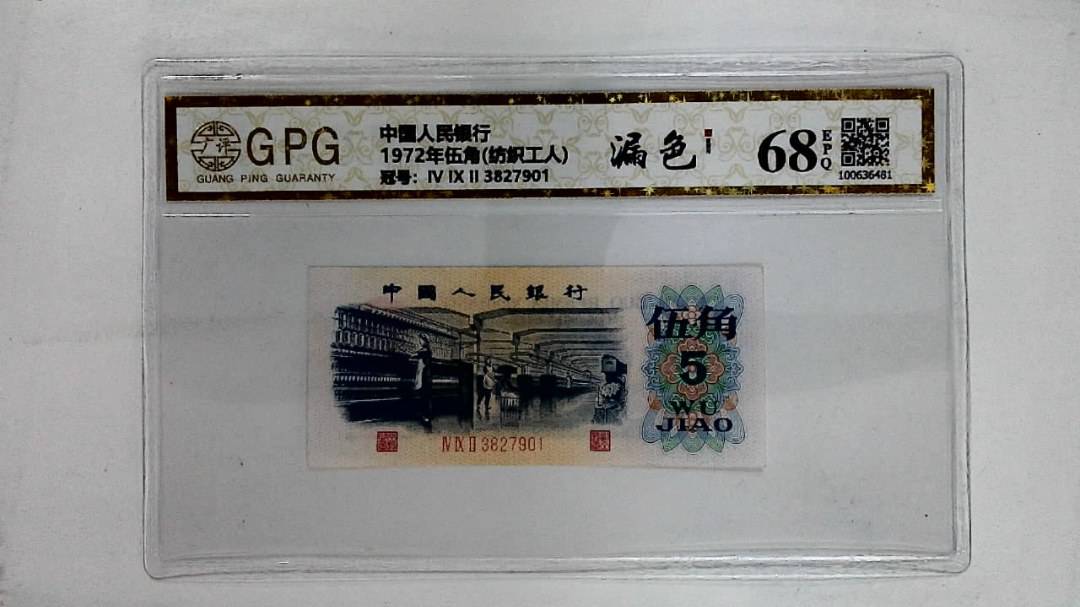 GPG
GUANG PING GUARANTY
中國人民銀行
1972年伍角(纺织工人)
冠号: IV IX II 3827901
漏色
68
EPQ
100636481
中國人民銀行
伍角
5
WU
JIAO
IV IX II 3827901